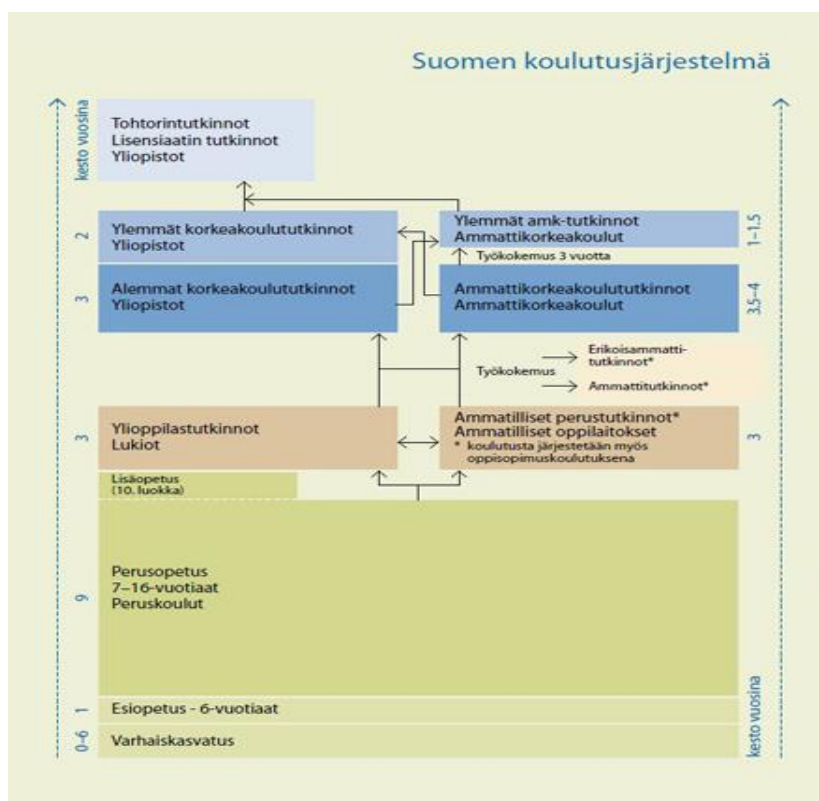 Suomen koulutusjärjestelmä
kesto vuosina
Tohtorintutkinnot
Lisensiaatin tutkinnot
Yliopistot
2
Ylemmät korkeakoulututkinnot
Yliopistot
Ylemmät amk-tutkinnot
Ammattikorkeakoulut
1–1.5
Työkokemus 3 vuotta
3
Alemmat korkeakoulututkinnot
Yliopistot
Ammattikorkeakoulututkinnot
Ammattikorkeakoulut
3.5–4
Työkokemus
Erikoisammatti-
tutkinnot*
Ammattitutkinnot*
3
Ylioppilastutkinnot
Lukiot
Ammatilliset perustutkinnot*
Ammatilliset oppilaitokset
* koulutusta järjestetään myös
oppisopimuskoulutuksena
3
Lisäopetus
(10. luokka)
9
Perusopetus
7–16-vuotiaat
Peruskoulut
1
Esiopetus - 6-vuotiaat
0–6
Varhaiskasvatus
kesto vuosina